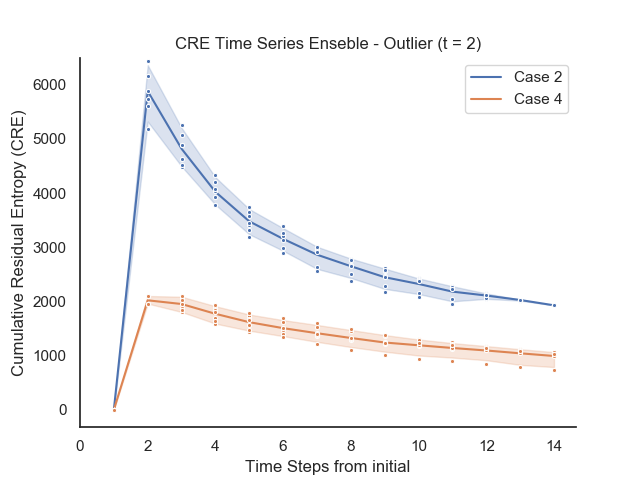 CRE Time Series Enseble - Outlier (t = 2)
Case 2
Case 4
Cumulative Residual Entropy (CRE)
6000
5000
4000
3000
2000
1000
0
0 2 4 6 8 10 12 14
Time Steps from initial